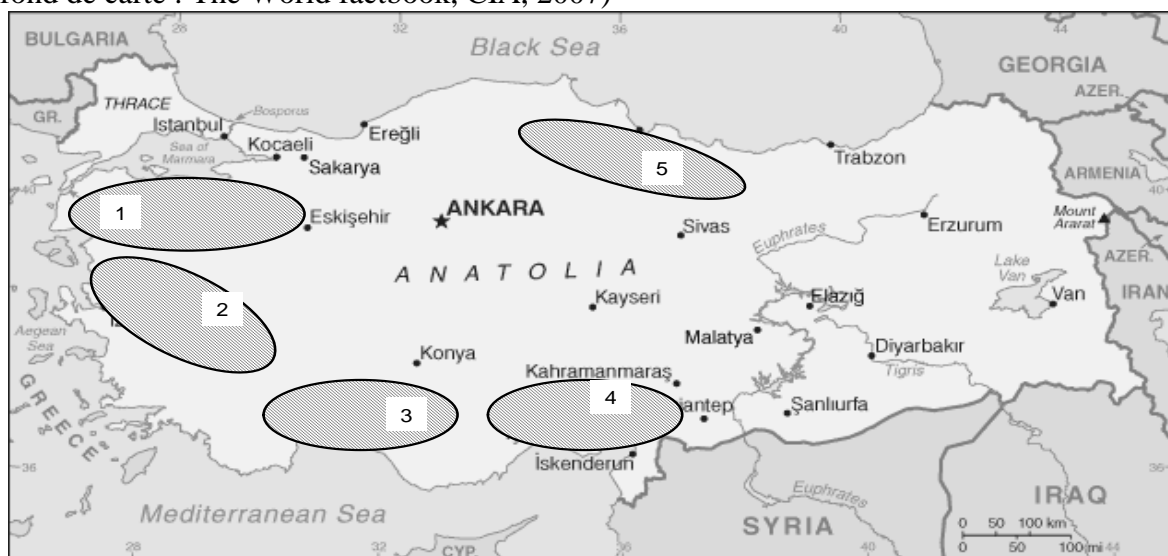 fond de carte : The World factbook, CIA, 2007)
28
32
36
44
BULGARIA
Black Sea
GEORGIA
THRACE
AZER.
GR.
Bosporus
Istanbul
Ereğli
Sea of
Marmara
Kocaeli
Sakarya
Trabzon
5
ARMENIA
40
40
1
Eskişehir
ANKARA
Sivas
Euphrates
Erzurum
Mount
Ararat
AZER.
ANATOLIA
Lake
Van
IRAN
2
Kayseri
Elazığ
Van
Aegean
Sea
Malatya
Konya
Diyarbakır
Tigris
GREECE
Kahramanmaraş
3
4
Şanlıurfa
36
İskenderun
36
Mediterranean Sea
Euphrates
IRAQ
SYRIA
0 50 100 km
0 50 100 mi
28
32
CYP.
40
44